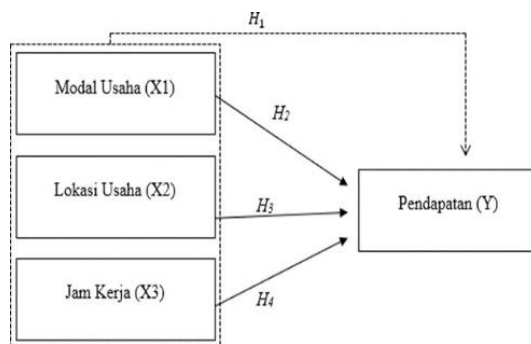 H1
Modal Usaha (X1)
H2
Lokasi Usaha (X2)
H3
Pendapatan (Y)
Jam Kerja (X3)
H4